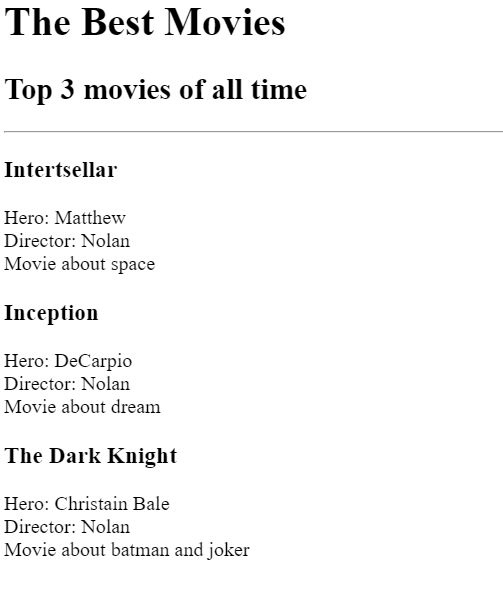 The Best Movies
Top 3 movies of all time
Intertsellar
Hero: Matthew
Director: Nolan
Movie about space
Inception
Hero: DeCarpio
Director: Nolan
Movie about dream
The Dark Knight
Hero: Christain Bale
Director: Nolan
Movie about batman and joker